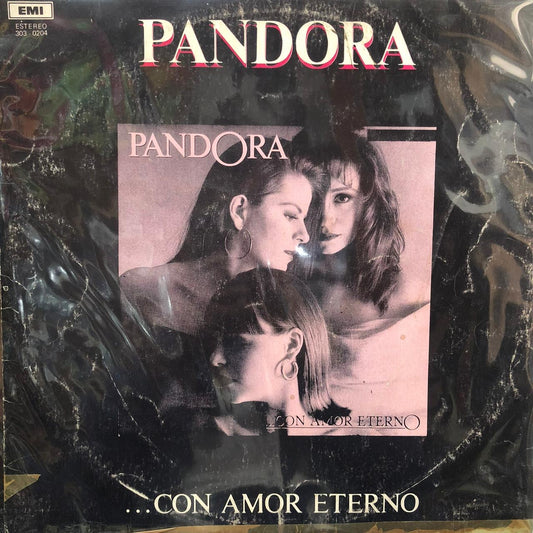 EMI
ESTEREO
303 0204
PANDORA
PANDORA
...CON AMOR ETERNO
...CON AMOR ETERNO